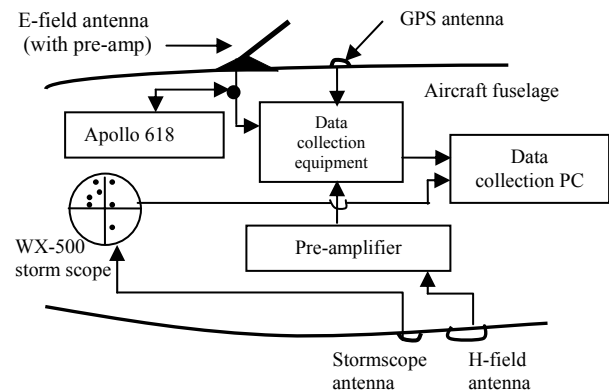 E-field antenna
(with pre-amp)
GPS antenna
Aircraft fuselage
Apollo 618
Data
collection
equipment
Data
collection PC
WX-500
storm scope
Pre-amplifier
Stormscope
antenna
H-field
antenna